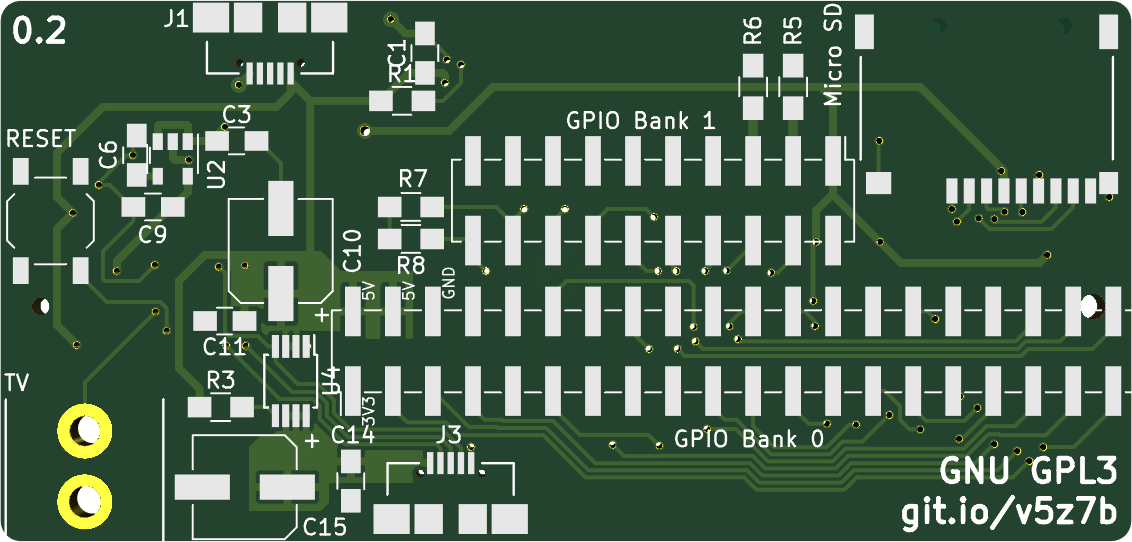 0.2
J1
C1
R1
R6
R5
Micro SD
GPIO Bank 1
C3
RESET
C6
U2
R7
C9
R8
C10
5V
5V
GND
+
C11
U4
TV
R3
3V3
+
C14
J3
GPIO Bank 0
C15
GNU GPL3
git.io/v5z7b